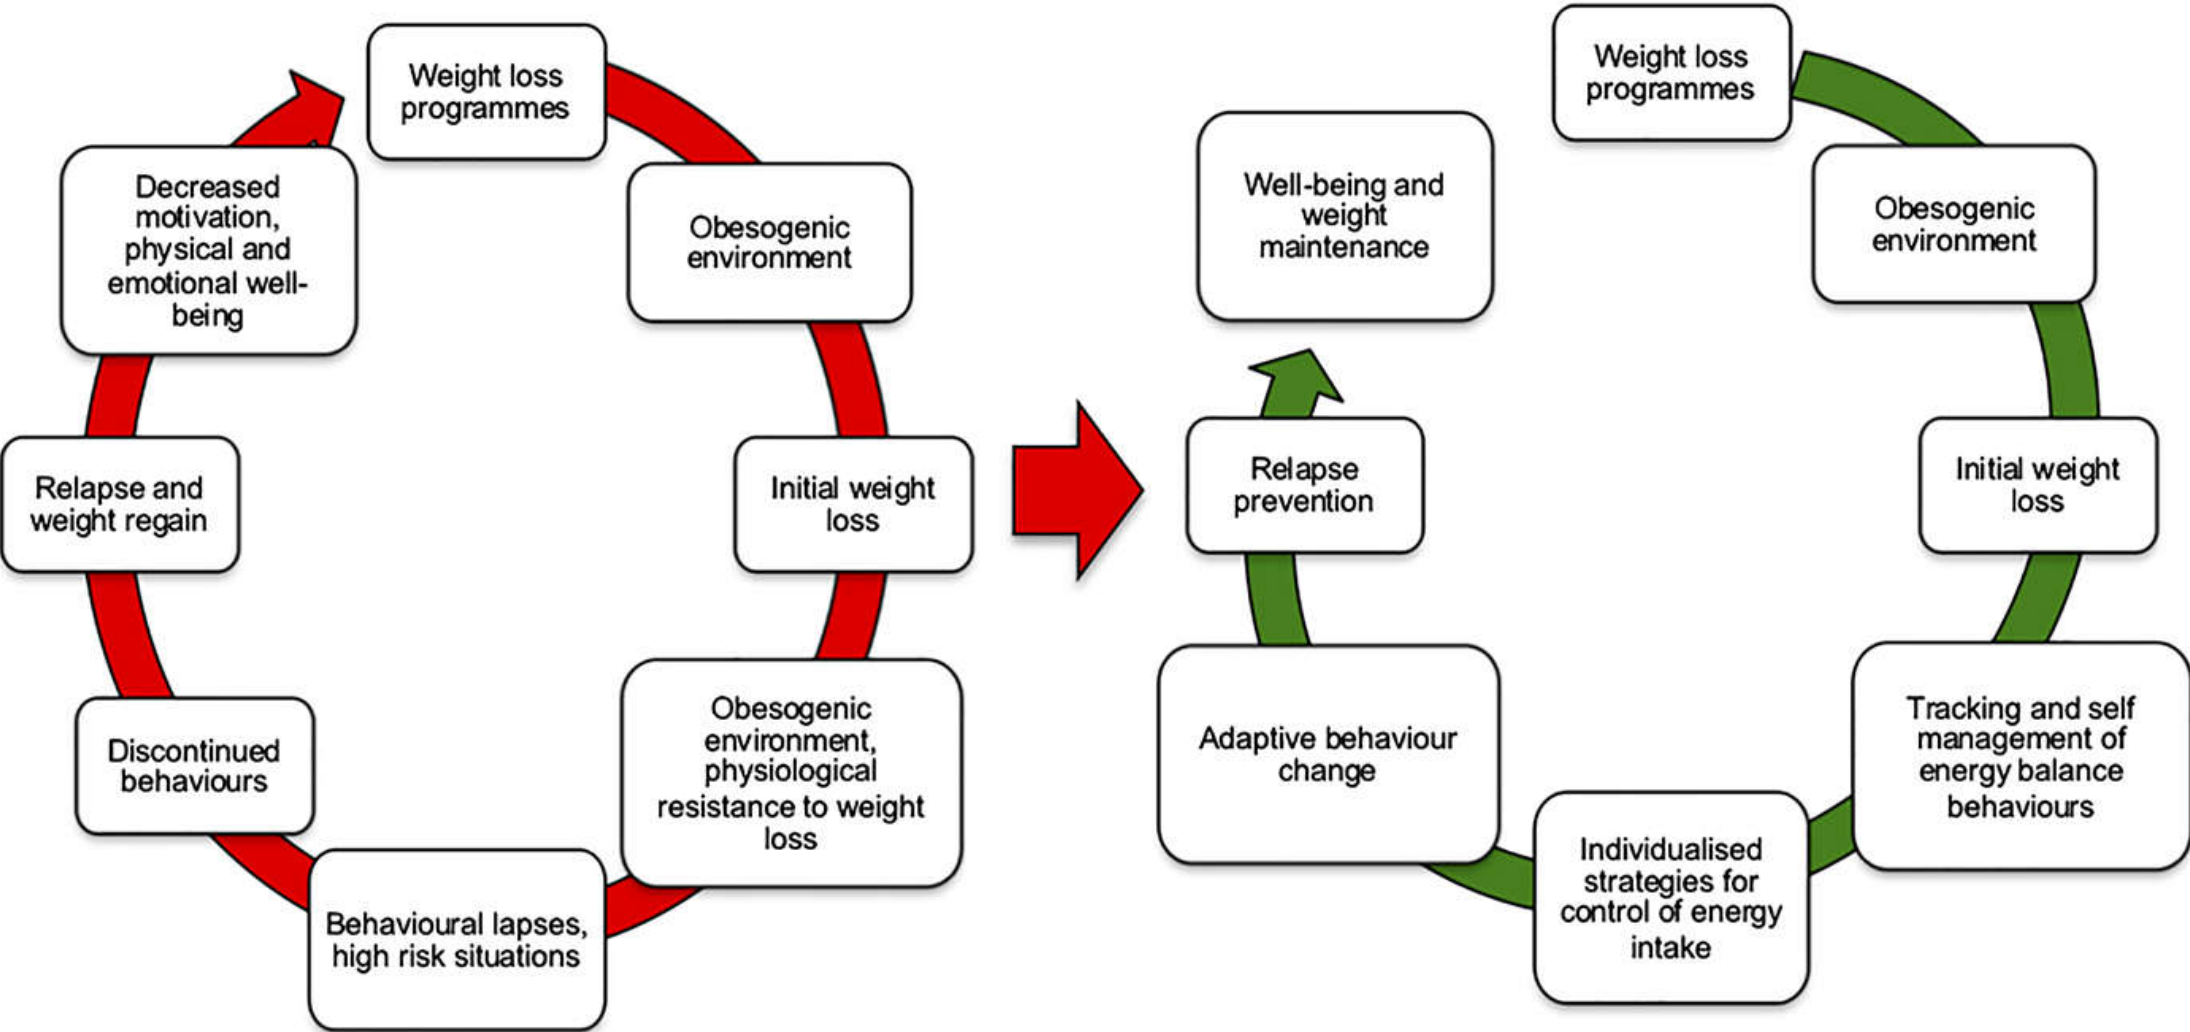 Weight loss
programmes
Obesogenic
environment
Initial weight
loss
Obesogenic
environment,
physiological
resistance to weight
loss
Behavioural lapses,
high risk situations
Discontinued
behaviours
Relapse and
weight regain
Decreased
motivation,
physical and
emotional well-
being
Weight loss
programmes
Obesogenic
environment
Initial weight
loss
Tracking and self
management of
energy balance
behaviours
Individualised
strategies for
control of energy
intake
Adaptive behaviour
change
Relapse
prevention
Well-being and
weight
maintenance